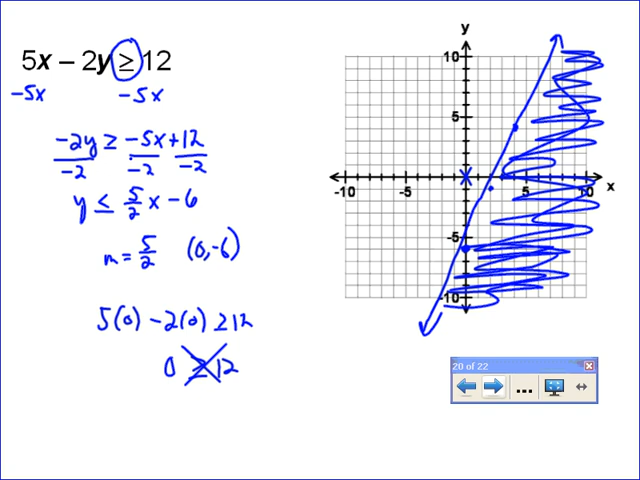 5x – 2y ≥ 12
-5x -5x
-2y ≥ -5x+12
-2 -2 -2
y ≤ 5/2 x - 6
m = 5/2 (0,-6)
5(0) - 2(0) ≥ 12
0 ≥ 12
y
10
5
-10 -5 5 10 x
-5
-10
20 of 22
...